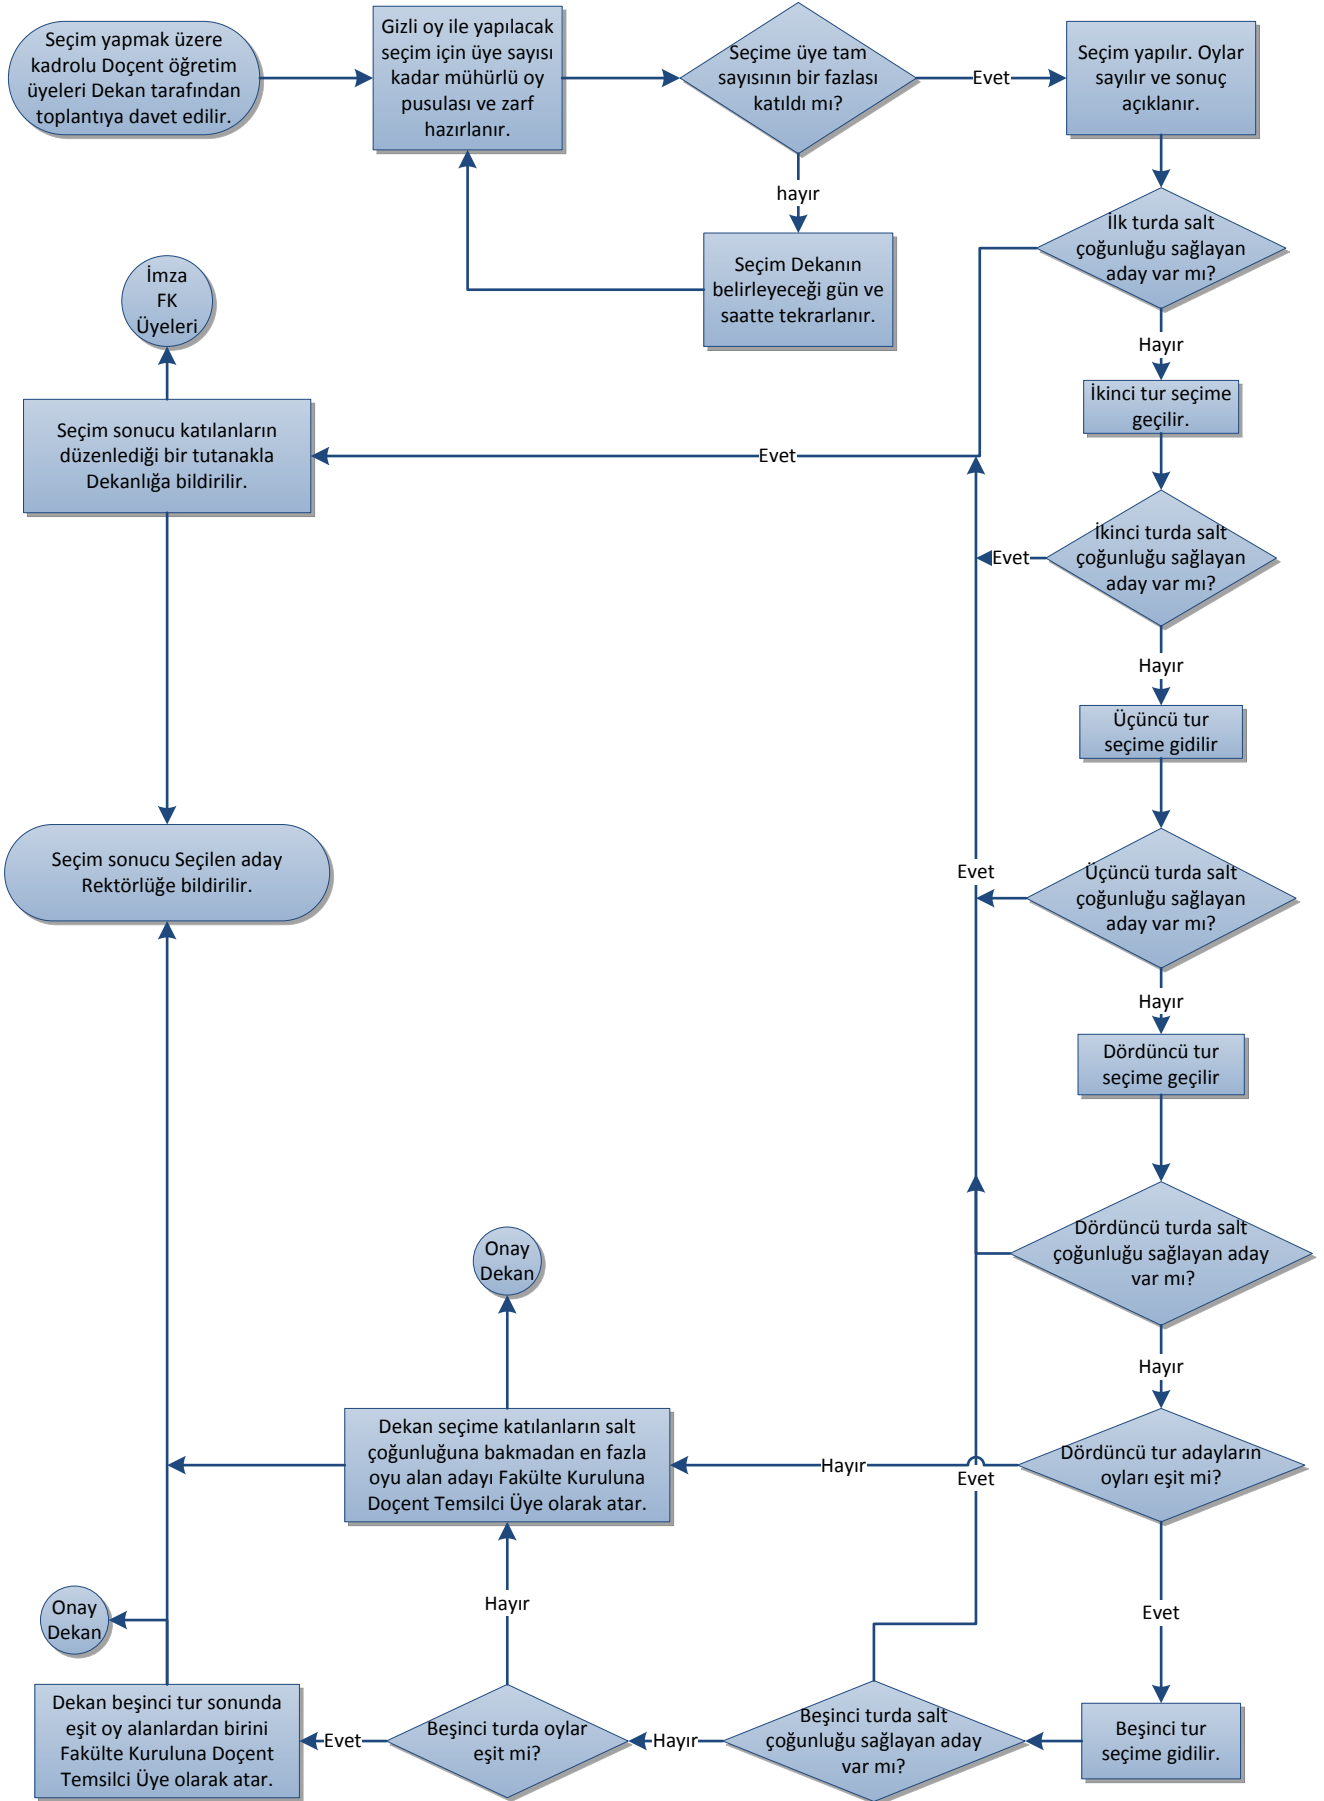 Seçim yapmak üzere
kadrolu Doçent öğretim
üyeleri Dekan tarafından
toplantıya davet edilir.
Gizli oy ile yapılacak
seçim için üye sayısı
kadar mühürlü oy
pusulası ve zarf
hazırlanır.
Seçime üye tam
sayısının bir fazlası
katıldı mı?
Evet
Seçim yapılır. Oylar
sayılır ve sonuç
açıklanır.
hayır
Seçim Dekanın
belirleyeceği gün ve
saatte tekrarlanır.
İlk turda salt
çoğunluğu sağlayan
aday var mı?
İmza
FK
Üyeleri
Hayır
İkinci tur seçime
geçilir.
Seçim sonucu katılanların
düzenlediği bir tutanakla
Dekanlığa bildirilir.
Evet
İkinci turda salt
çoğunluğu sağlayan
aday var mı?
Evet
Hayır
Üçüncü tur
seçime gidilir
Seçim sonucu Seçilen aday
Rektörlüğe bildirilir.
Evet
Üçüncü turda salt
çoğunluğu sağlayan
aday var mı?
Hayır
Dördüncü tur
seçime geçilir
Dördüncü turda salt
çoğunluğu sağlayan aday
var mı?
Onay
Dekan
Hayır
Dekan seçime katılanların salt
çoğunluğuna bakmadan en fazla
oyu alan adayı Fakülte Kuruluna
Doçent Temsilci Üye olarak atar.
Hayır
Evet
Dördüncü tur adayların
oyları eşit mi?
Hayır
Evet
Onay
Dekan
Dekan beşinci tur sonunda
eşit oy alanlardan birini
Fakülte Kuruluna Doçent
Temsilci Üye olarak atar.
Evet
Beşinci turda oylar
eşit mi?
Hayır
Beşinci turda salt
çoğunluğu sağlayan aday
var mı?
Beşinci tur
seçime gidilir.